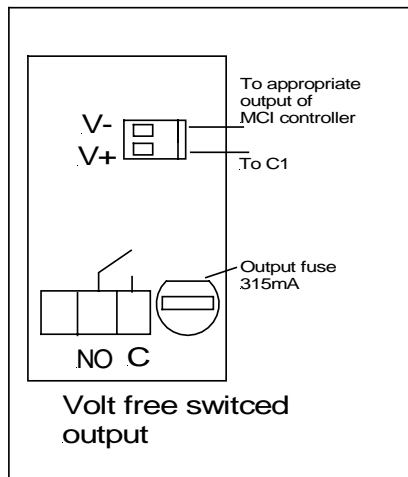 To appropriate
output of
MCI controller
V-
V+
To C1
Output fuse
315mA
NO C
Volt free switced
output